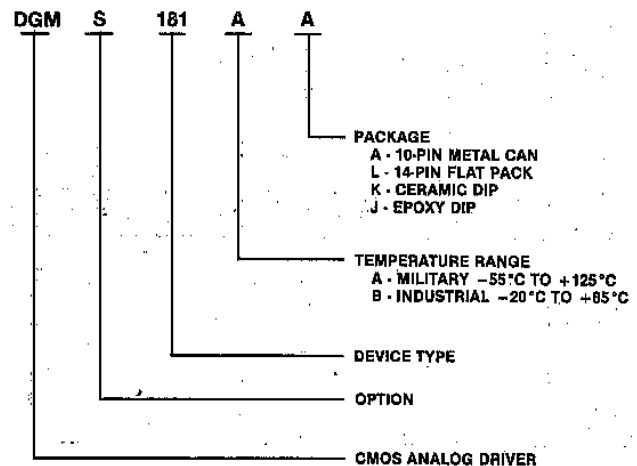 DGM S 181 A A
PACKAGE
A - 10-PIN METAL CAN
L - 14-PIN FLAT PACK
K - CERAMIC DIP
J - EPOXY DIP
TEMPERATURE RANGE
A - MILITARY -55°C TO +125°C
B - INDUSTRIAL -20°C TO +85°C
DEVICE TYPE
OPTION
CMOS ANALOG DRIVER